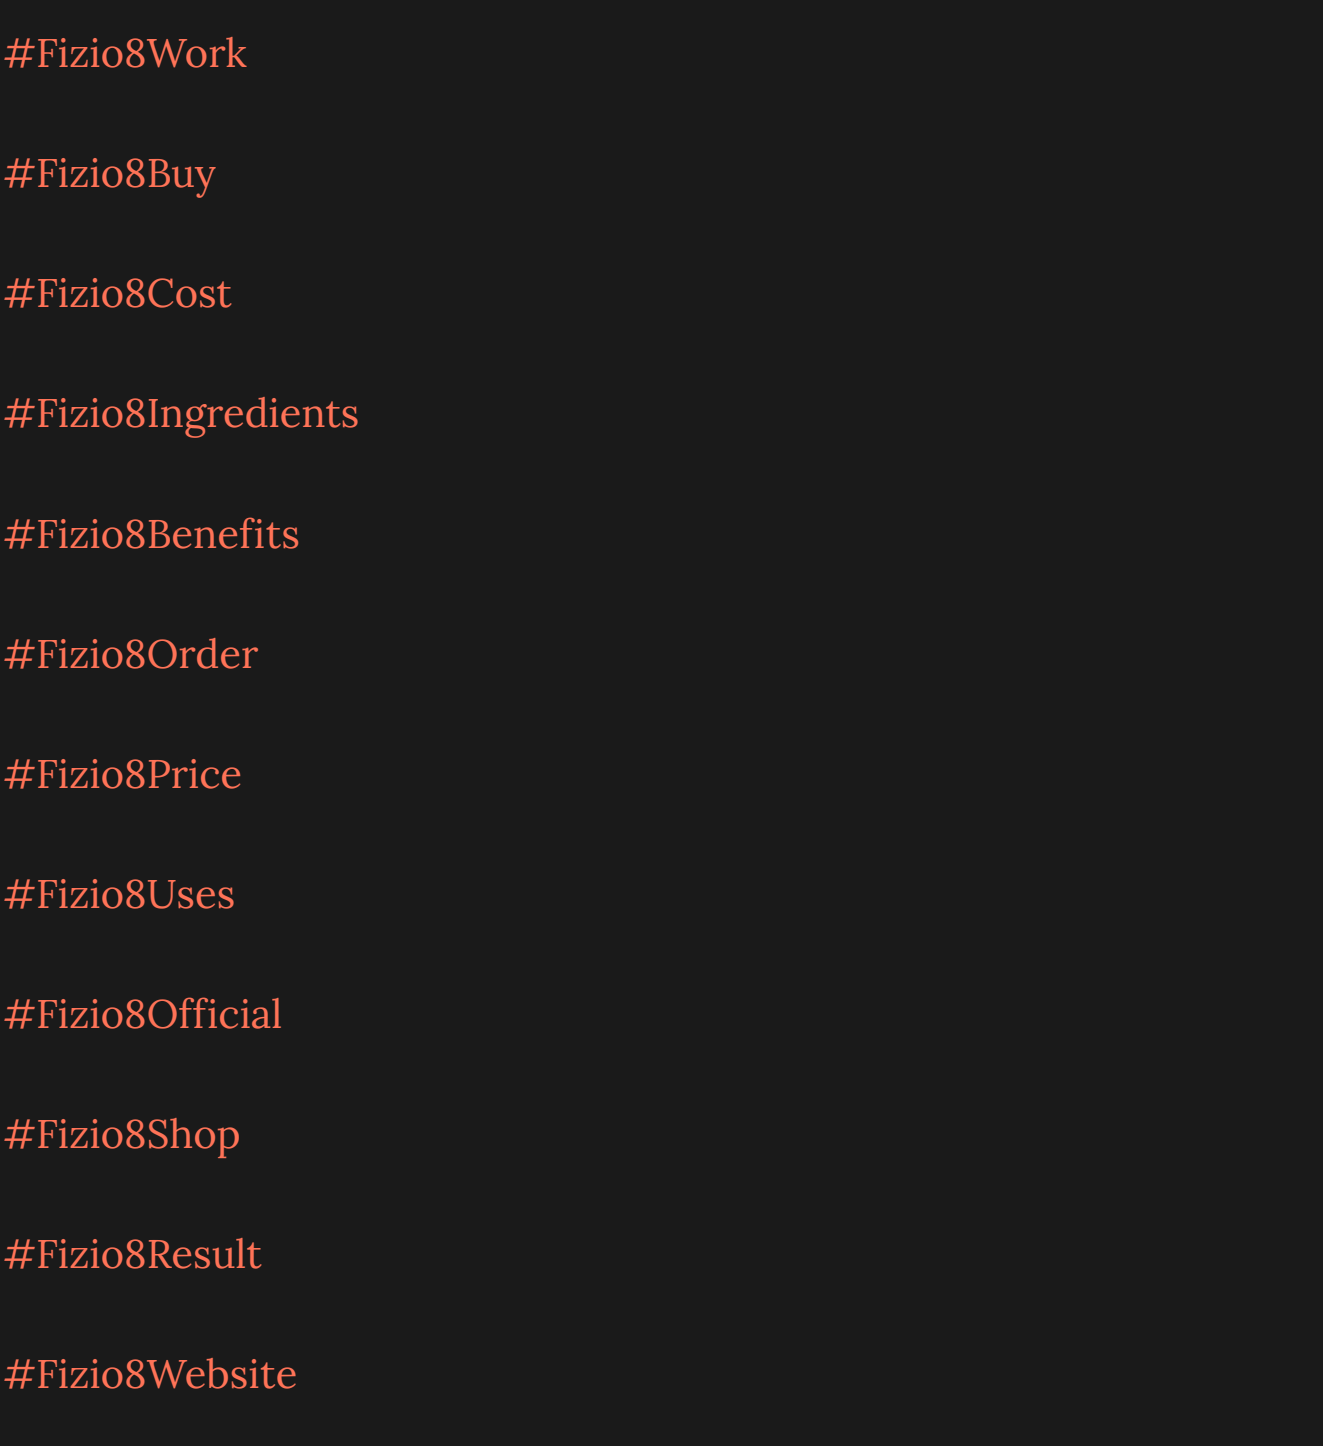 #Fizio8Work
#Fizio8Buy
#Fizio8Cost
#Fizio8Ingredients
#Fizio8Benefits
#Fizio8Order
#Fizio8Price
#Fizio8Uses
#Fizio8Official
#Fizio8Shop
#Fizio8Result
#Fizio8Website